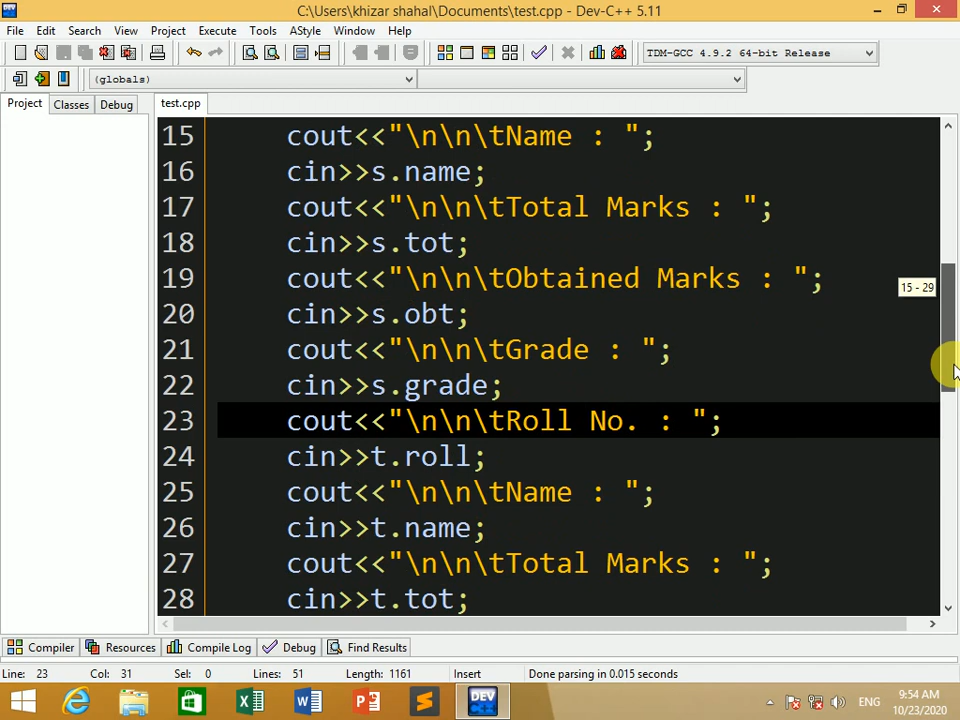 C:\Users\khizar shahal\Documents\test.cpp - Dev-C++ 5.11
File Edit Search View Project Execute Tools AStyle Window Help
TDM-GCC 4.9.2 64-bit Release
(globals)
Project Classes Debug test.cpp
15 cout<<"\n\n\tName : ";
16 cin>>s.name;
17 cout<<"\n\n\tTotal Marks : ";
18 cin>>s.tot;
19 cout<<"\n\n\tObtained Marks : ";
15 - 29
20 cin>>s.obt;
21 cout<<"\n\n\tGrade : ";
22 cin>>s.grade;
23 cout<<"\n\n\tRoll No. : ";
24 cin>>t.roll;
25 cout<<"\n\n\tName : ";
26 cin>>t.name;
27 cout<<"\n\n\tTotal Marks : ";
28 cin>>t.tot;
Compiler Resources Compile Log Debug Find Results
Line: 23 Col: 31 Sel: 0 Lines: 51 Length: 1161 Insert Done parsing in 0.015 seconds
DEV
ENG
9:54 AM
10/23/2020